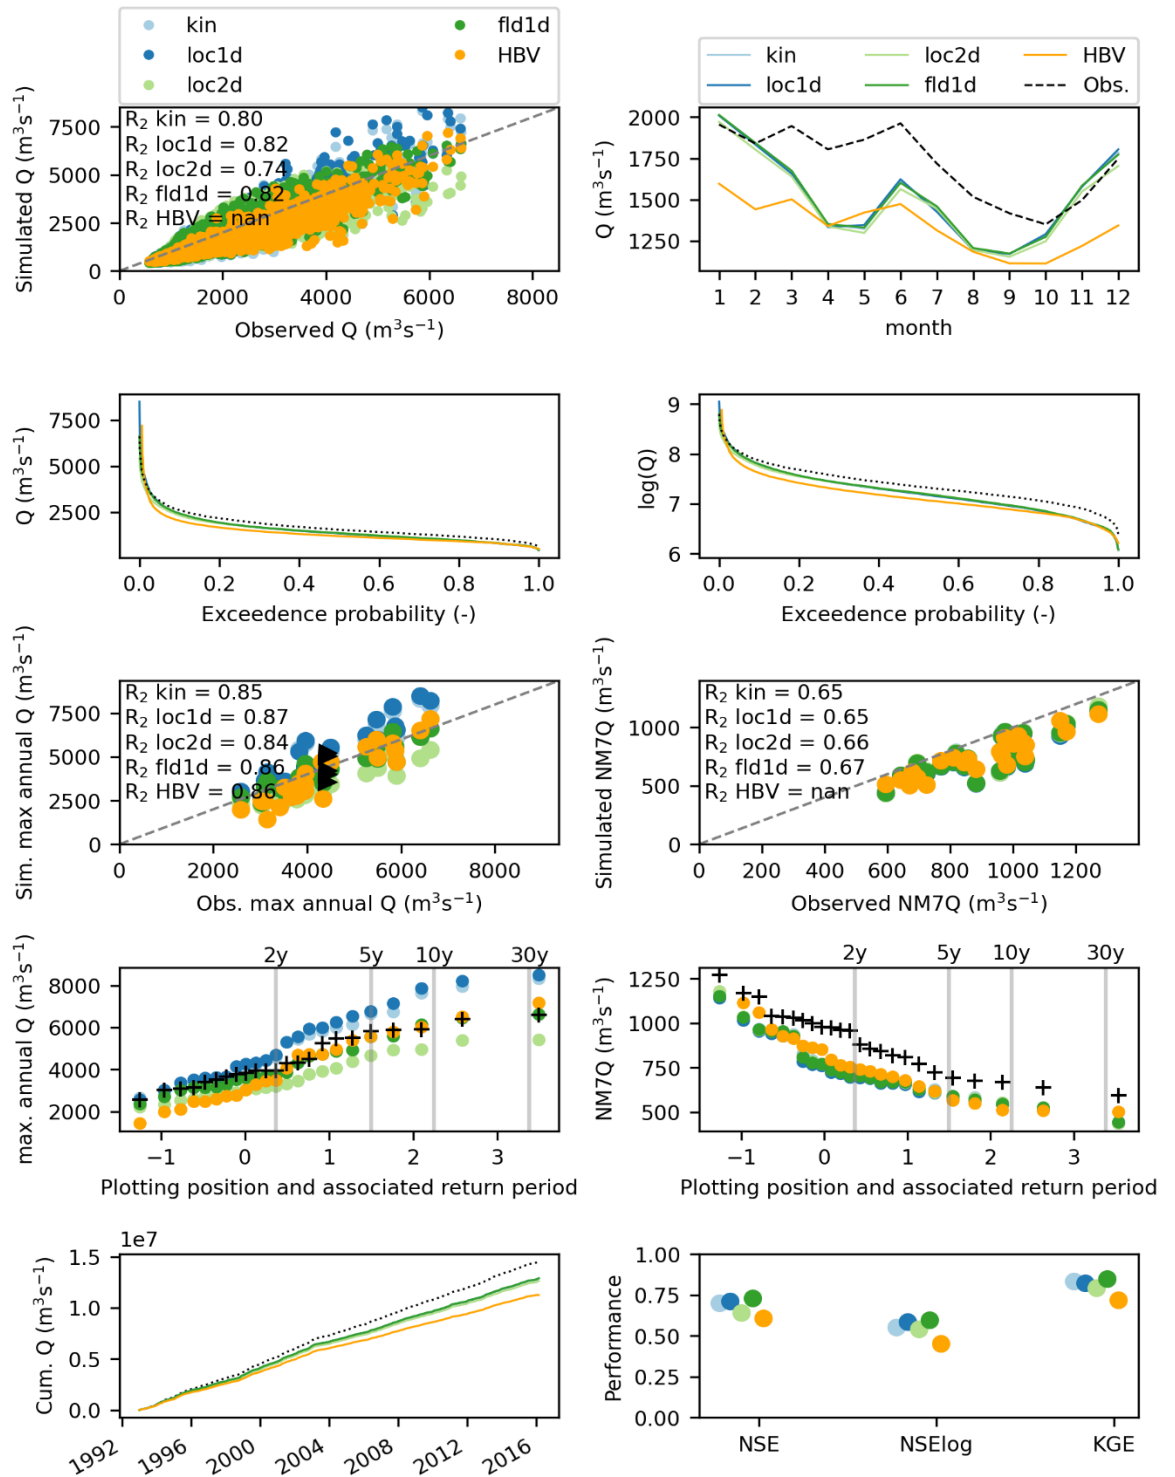 kin
loc1d
loc2d
fld1d
HBV
R₂ kin = 0.80
R₂ loc1d = 0.82
R₂ loc2d = 0.74
R₂ fld1d = 0.82
R₂ HBV = nan
Simulated Q (m³s⁻¹)
7500
5000
2500
0
0 2000 4000 6000 8000
Observed Q (m³s⁻¹)
kin
loc1d
loc2d
fld1d
HBV
Obs.
Q (m³s⁻¹)
2000
1750
1500
1250
1 2 3 4 5 6 7 8 9 10 11 12
month
Q (m³s⁻¹)
7500
5000
2500
0.0 0.2 0.4 0.6 0.8 1.0
Exceedence probability (-)
log(Q)
9
8
7
6
0.0 0.2 0.4 0.6 0.8 1.0
Exceedence probability (-)
Sim. max annual Q (m³s⁻¹)
7500
5000
2500
0
R₂ kin = 0.85
R₂ loc1d = 0.87
R₂ loc2d = 0.84
R₂ fld1d = 0.86
R₂ HBV = 0.86
0 2000 4000 6000 8000
Obs. max annual Q (m³s⁻¹)
Simulated NM7Q (m³s⁻¹)
1000
500
0
R₂ kin = 0.65
R₂ loc1d = 0.65
R₂ loc2d = 0.66
R₂ fld1d = 0.67
R₂ HBV = nan
0 200 400 600 800 1000 1200
Observed NM7Q (m³s⁻¹)
max. annual Q (m³s⁻¹)
2y 5y 10y 30y
8000
6000
4000
2000
−1 0 1 2 3
Plotting position and associated return period
NM7Q (m³s⁻¹)
2y 5y 10y 30y
1250
1000
750
500
−1 0 1 2 3
Plotting position and associated return period
1e7
Cum. Q (m³s⁻¹)
1.5
1.0
0.5
0.0
1992 1996 2000 2004 2008 2012 2016
Performance
1.00
0.75
0.50
0.25
0.00
NSE NSElog KGE